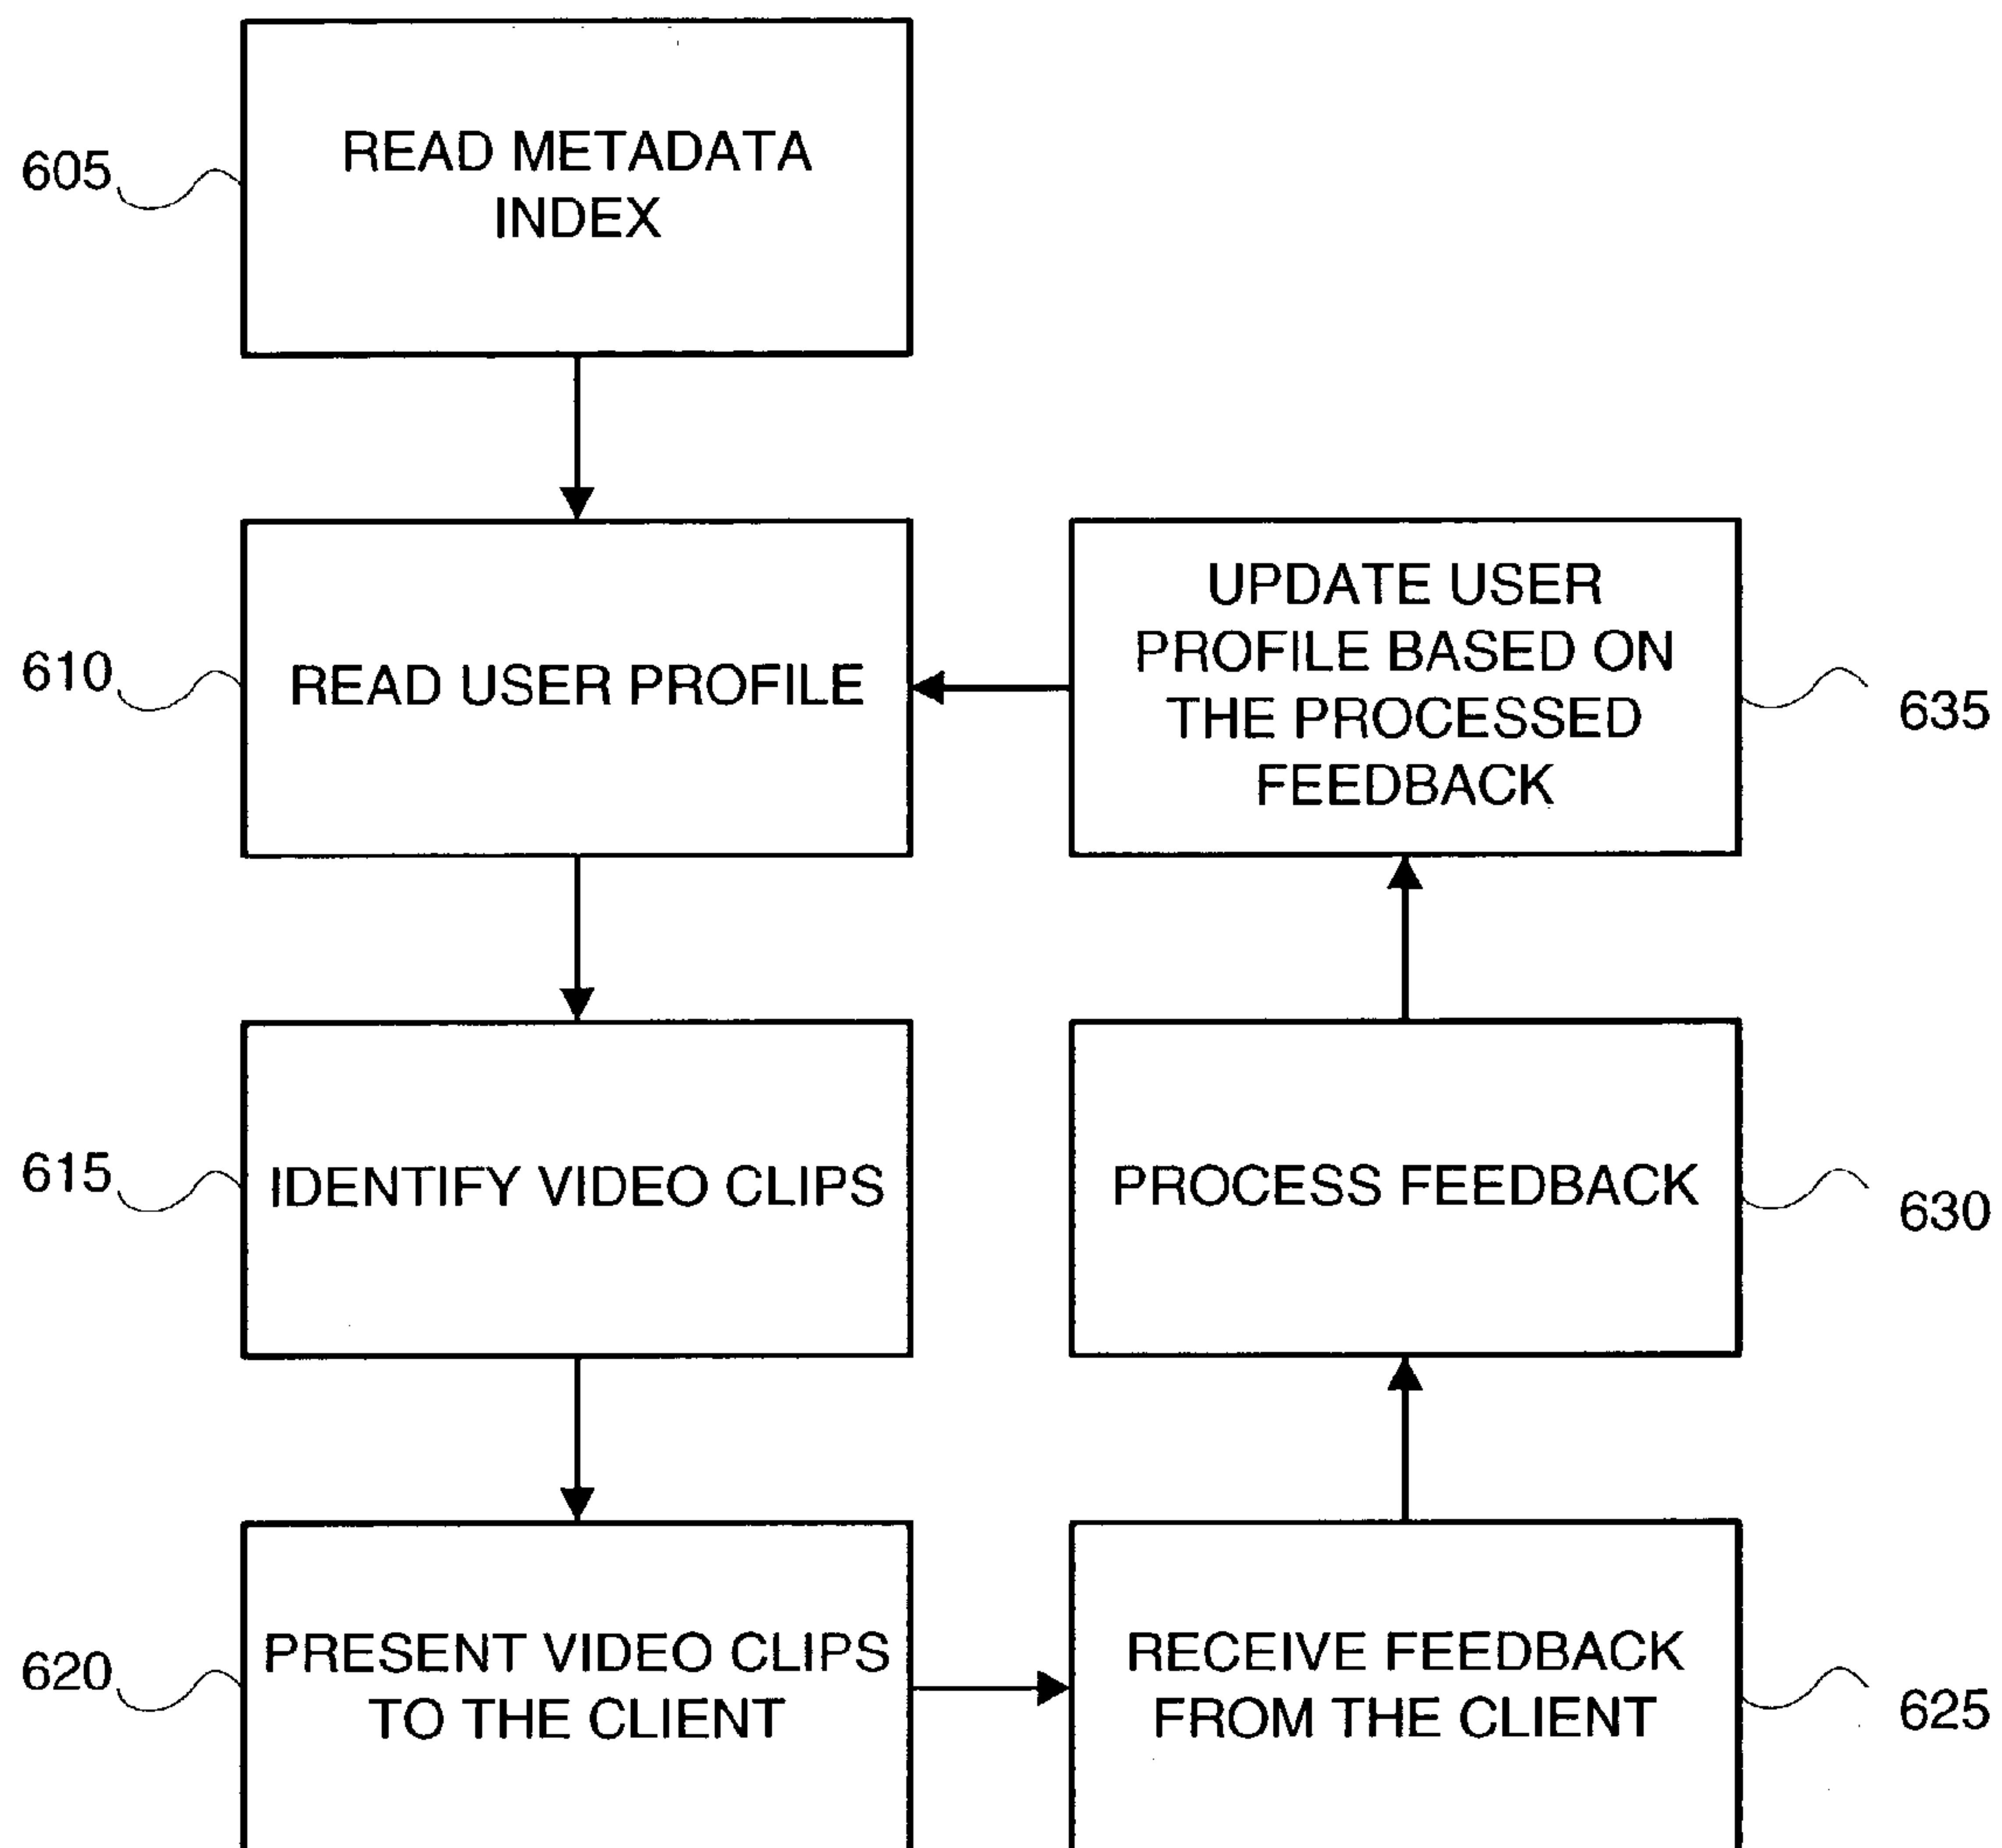 605
READ METADATA
INDEX
610
READ USER PROFILE
UPDATE USER
PROFILE BASED ON
THE PROCESSED
FEEDBACK
635
615
IDENTIFY VIDEO CLIPS
PROCESS FEEDBACK
630
620
PRESENT VIDEO CLIPS
TO THE CLIENT
RECEIVE FEEDBACK
FROM THE CLIENT
625